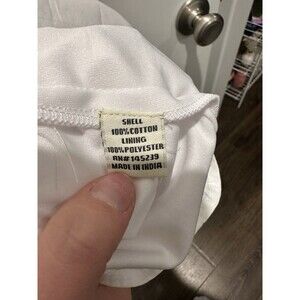 SHELL
100%COTTON
LINING
100%POLYESTER
RN#145239
MADE IN INDIA